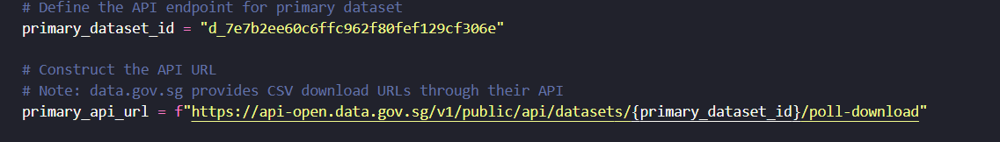 # Define the API endpoint for primary dataset
primary_dataset_id = "d_7e7b2ee60c6ffc962f80fef129cf306e"
# Construct the API URL
# Note: data.gov.sg provides CSV download URLs through their API
primary_api_url = f"https://api-open.data.gov.sg/v1/public/api/datasets/{primary_dataset_id}/poll-download"